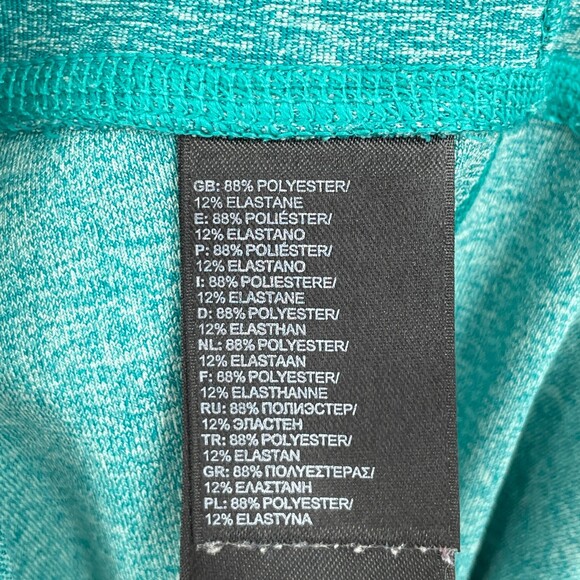 GB: 88% POLYESTER/
12% ELASTANE
E: 88% POLIÉSTER/
12% ELASTANO
P: 88% POLIÉSTER/
12% ELASTANO
I: 88% POLIESTERE/
12% ELASTANE
D: 88% POLYESTER/
12% ELASTHAN
NL: 88% POLYESTER/
12% ELASTAAN
F: 88% POLYESTER/
12% ELASTHANNE
RU: 88% ПОЛИЭСТЕР/
12% ЭЛАСТЕН
TR: 88% POLYESTER/
12% ELASTAN
GR: 88% ΠΟΛΥΕΣΤΕΡΑΣ/
12% ΕΛΑΣΤΑΝΗ
PL: 88% POLYESTER/
12% ELASTYNA